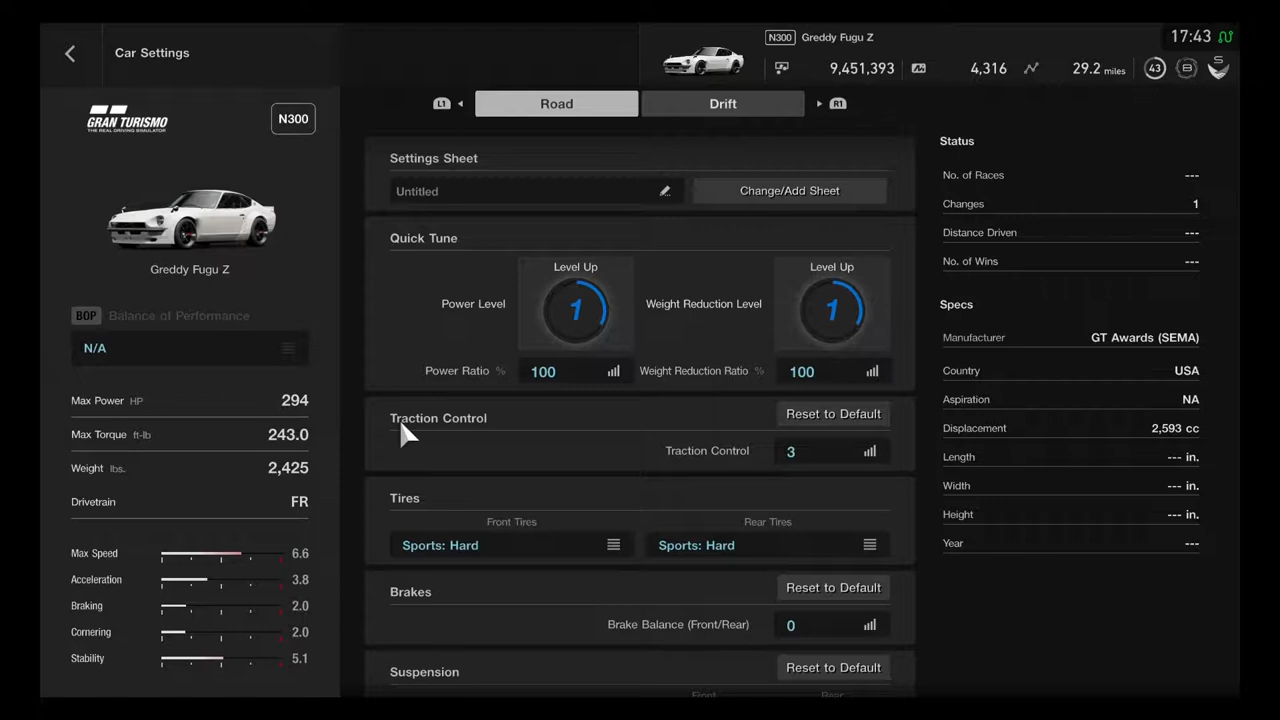 Car Settings
N300 Greddy Fugu Z
17:43
9,451,393
4,316
29.2 miles
43
B
S
GRAN TURISMO
THE REAL DRIVING SIMULATOR
N300
Greddy Fugu Z
BOP Balance of Performance
N/A
Max Power HP 294
Max Torque ft-lb 243.0
Weight lbs. 2,425
Drivetrain FR
Max Speed 6.6
Acceleration 3.8
Braking 2.0
Cornering 2.0
Stability 5.1
L1 Road Drift R1
Settings Sheet
Untitled Change/Add Sheet
Quick Tune
Level Up Level Up
Power Level 1 Weight Reduction Level 1
Power Ratio % 100 Weight Reduction Ratio % 100
Traction Control Reset to Default
Traction Control 3
Tires
Front Tires Rear Tires
Sports: Hard Sports: Hard
Brakes Reset to Default
Brake Balance (Front/Rear) 0
Suspension Reset to Default
Front Rear
Status
No. of Races ---
Changes 1
Distance Driven ---
No. of Wins ---
Specs
Manufacturer GT Awards (SEMA)
Country USA
Aspiration NA
Displacement 2,593 cc
Length --- in.
Width --- in.
Height --- in.
Year ---